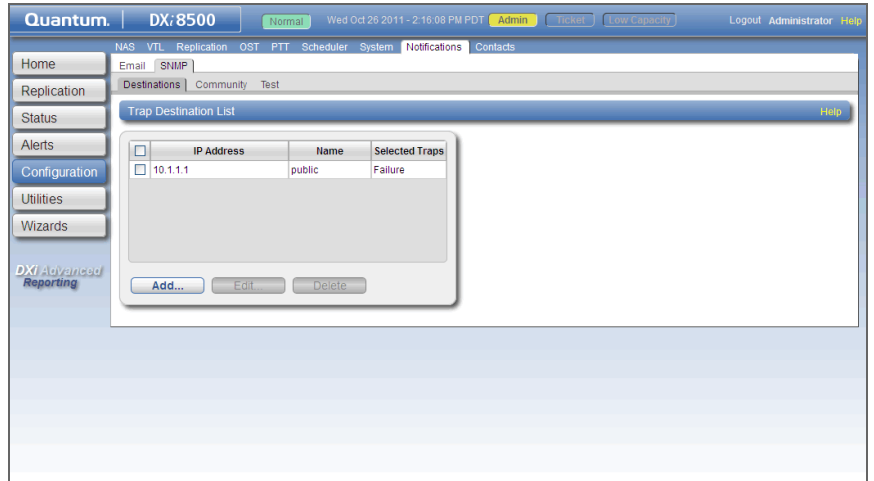 Quantum. DXi8500 Normal Wed Oct 26 2011 - 2:16:08 PM PDT Admin Ticket Low Capacity Logout Administrator Help
NAS VTL Replication OST PTT Scheduler System Notifications Contacts
Home
Email SNMP
Replication
Destinations Community Test
Status
Trap Destination List Help
Alerts
IP Address Name Selected Traps
Configuration
10.1.1.1 public Failure
Utilities
Wizards
DXi Advanced
Reporting
Add... Edit... Delete